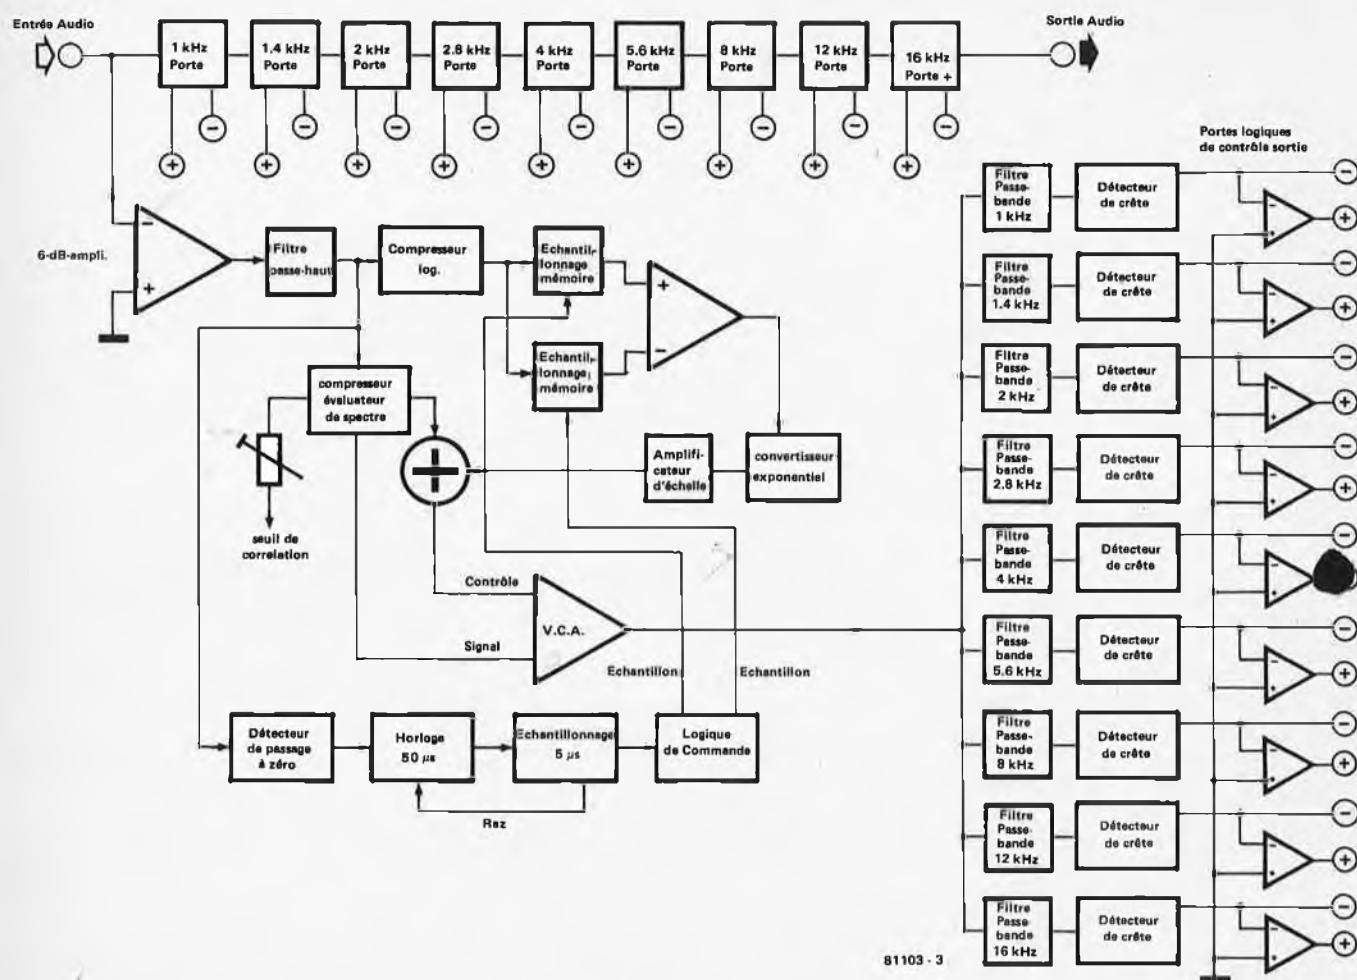 Entrée Audio
Sortie Audio
1 kHz
Porte
1.4 kHz
Porte
2 kHz
Porte
2.8 kHz
Porte
4 kHz
Porte
5.6 kHz
Porte
8 kHz
Porte
12 kHz
Porte
16 kHz
Porte +
+
−
+
−
+
−
+
−
+
−
+
−
+
−
+
−
+
−
Portes logiques
de contrôle sortie
6-dB-ampli.
−
+
Filtre
passe-haut
Compresseur
log.
Echantil-
lonnage
mémoire
Echantil-
lonnage
mémoire
+
−
compresseur
évaluateur
de spectre
seuil de
correlation
Amplifi-
cateur
d'échelle
convertisseur
exponentiel
Contrôle
Signal
V.C.A.
Echantillon
Echantillon
Détecteur
de passage
à zéro
Horloge
50 µs
Echantillonnage
5 µs
Logique
de Commande
Raz
Filtre
Passe-
bande
1 kHz
Détecteur
de crête
−
+
−
+
Filtre
Passe-
bande
1.4 kHz
Détecteur
de crête
−
+
−
+
Filtre
Passe-
bande
2 kHz
Détecteur
de crête
−
+
−
+
Filtre
Passe-
bande
2.8 kHz
Détecteur
de crête
−
+
−
+
Filtre
Passe-
bande
4 kHz
Détecteur
de crête
−
−
+
Filtre
Passe-
bande
5.6 kHz
Détecteur
de crête
−
+
−
+
Filtre
Passe-
bande
8 kHz
Détecteur
de crête
−
+
−
+
Filtre
Passe-
bande
12 kHz
Détecteur
de crête
−
+
−
+
Filtre
Passe-
bande
16 kHz
Détecteur
de crête
−
+
−
+
81103 - 3